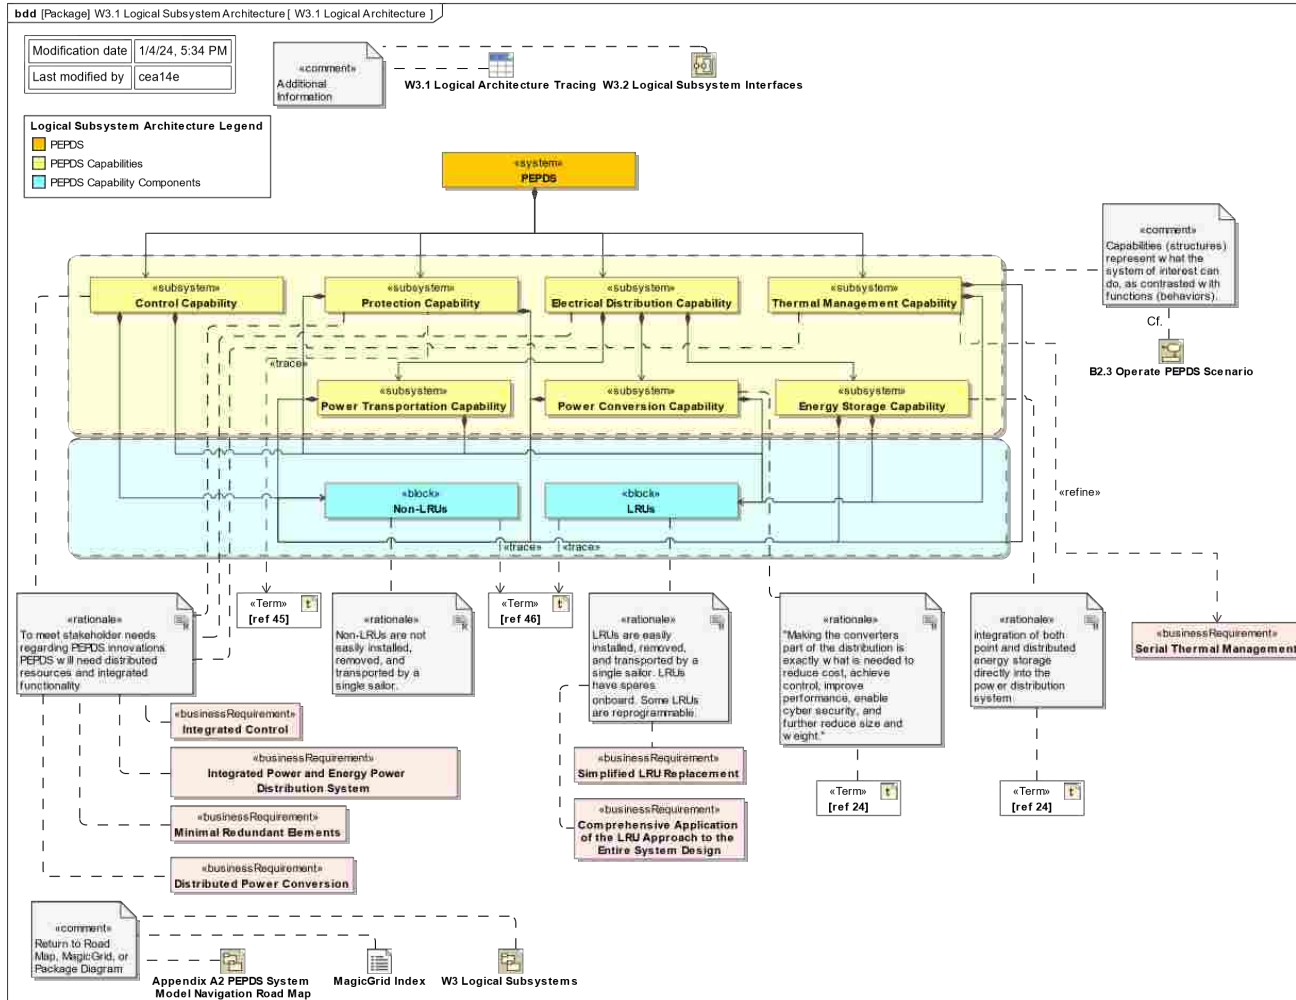 bdd [Package] W3.1 Logical Subsystem Architecture [ W3.1 Logical Architecture ]
Modification date 1/4/24, 5:34 PM
Last modified by cea14e
«comment»
Additional
Information
W3.1 Logical Architecture Tracing
W3.2 Logical Subsystem Interfaces
Logical Subsystem Architecture Legend
PEPDS
PEPDS Capabilities
PEPDS Capability Components
«system»
PEPDS
«comment»
Capabilities (structures)
represent what the
system of interest can
do, as contrasted with
functions (behaviors).
Cf.
B2.3 Operate PEPDS Scenario
«subsystem»
Control Capability
«subsystem»
Protection Capability
«subsystem»
Electrical Distribution Capability
«subsystem»
Thermal Management Capability
«trace»
«subsystem»
Power Transportation Capability
«subsystem»
Power Conversion Capability
«subsystem»
Energy Storage Capability
«block»
Non-LRUs
«block»
LRUs
«refine»
«trace»
«trace»
«rationale»
To meet stakeholder needs
regarding PEPDS innovations
PEPDS will need distributed
resources and integrated
functionality
«Term»
[ref 45]
«rationale»
Non-LRUs are not
easily installed,
removed, and
transported by a
single sailor.
«Term»
[ref 46]
«rationale»
LRUs are easily
installed, removed,
and transported by a
single sailor. LRUs
have spares
onboard. Some LRUs
are reprogrammable
«rationale»
"Making the converters
part of the distribution is
exactly what is needed to
reduce cost, achieve
control, improve
performance, enable
cyber security, and
further reduce size and
weight."
«rationale»
integration of both
point and distributed
energy storage
directly into the
power distribution
system
«businessRequirement»
Serial Thermal Management
«businessRequirement»
Integrated Control
«businessRequirement»
Integrated Power and Energy Power
Distribution System
«businessRequirement»
Minimal Redundant Elements
«businessRequirement»
Distributed Power Conversion
«businessRequirement»
Simplified LRU Replacement
«businessRequirement»
Comprehensive Application
of the LRU Approach to the
Entire System Design
«Term»
[ref 24]
«Term»
[ref 24]
«comment»
Return to Road
Map, MagicGrid, or
Package Diagram
Appendix A2 PEPDS System
Model Navigation Road Map
MagicGrid Index
W3 Logical Subsystems